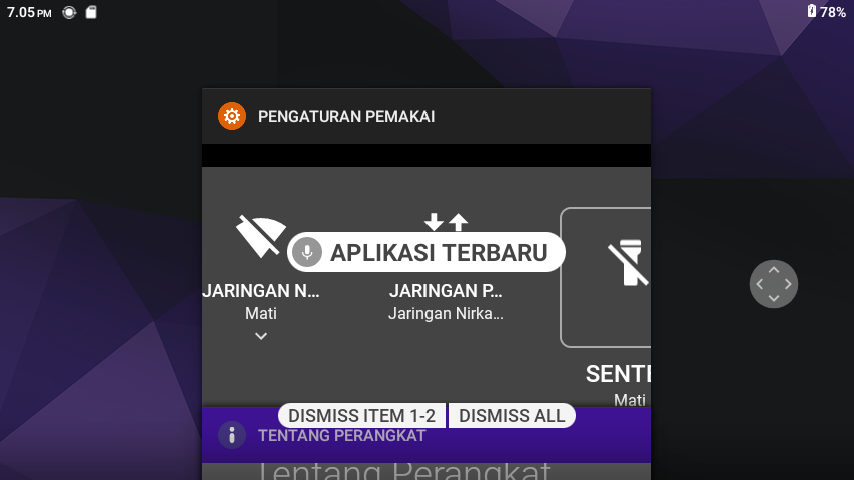 7.05 PM
78%
PENGATURAN PEMAKAI
APLIKASI TERBARU
JARINGAN N...
JARINGAN P...
Mati
Jaringan Nirka...
SENTE
Mati
DISMISS ITEM 1-2
DISMISS ALL
TENTANG PERANGKAT
Tentang Perangkat